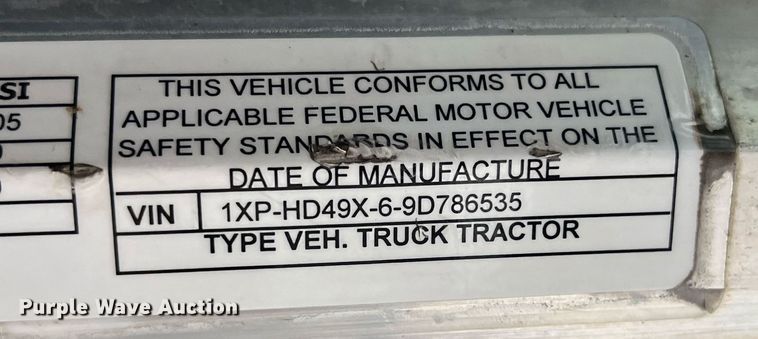 SI
05
THIS VEHICLE CONFORMS TO ALL
APPLICABLE FEDERAL MOTOR VEHICLE
SAFETY STANDARDS IN EFFECT ON THE
DATE OF MANUFACTURE
VIN 1XP-HD49X-6-9D786535
TYPE VEH. TRUCK TRACTOR
Purple Wave Auction